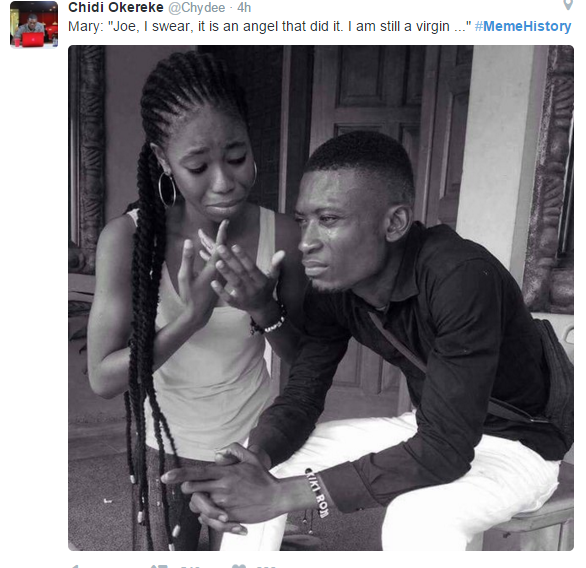 Chidi Okereke @Chydee · 4h
Mary: "Joe, I swear, it is an angel that did it. I am still a virgin ..." #MemeHistory